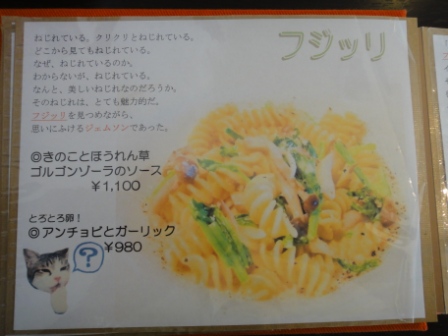 フジッリ
ねじれている。クリクリとねじれている。
どこから見てもねじれている。
なぜ、ねじれているのか。
わからないが、ねじれている。
なんと、美しいねじれなのだろうか。
そのねじれは、とても魅力的だ。
フジッリを見つめながら、
思いにふけるジェムソンであった。
◎きのことほうれん草
ゴルゴンゾーラのソース
￥1,100
とろとろ卵！
◎アンチョビとガーリック
￥980
?